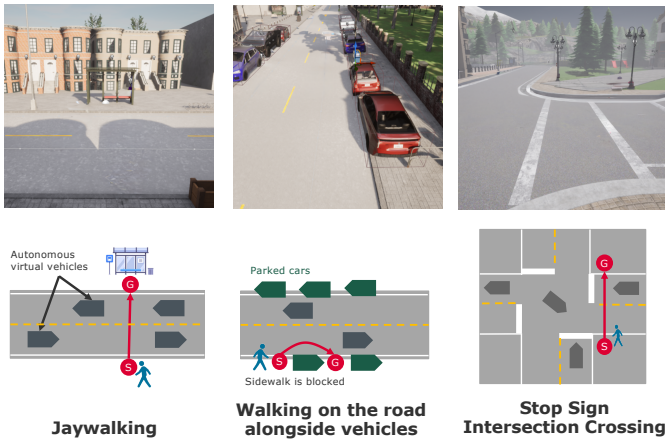 Autonomous
virtual vehicles
G
S
Jaywalking
Parked cars
S
G
Sidewalk is blocked
Walking on the road
alongside vehicles
G
S
Stop Sign
Intersection Crossing